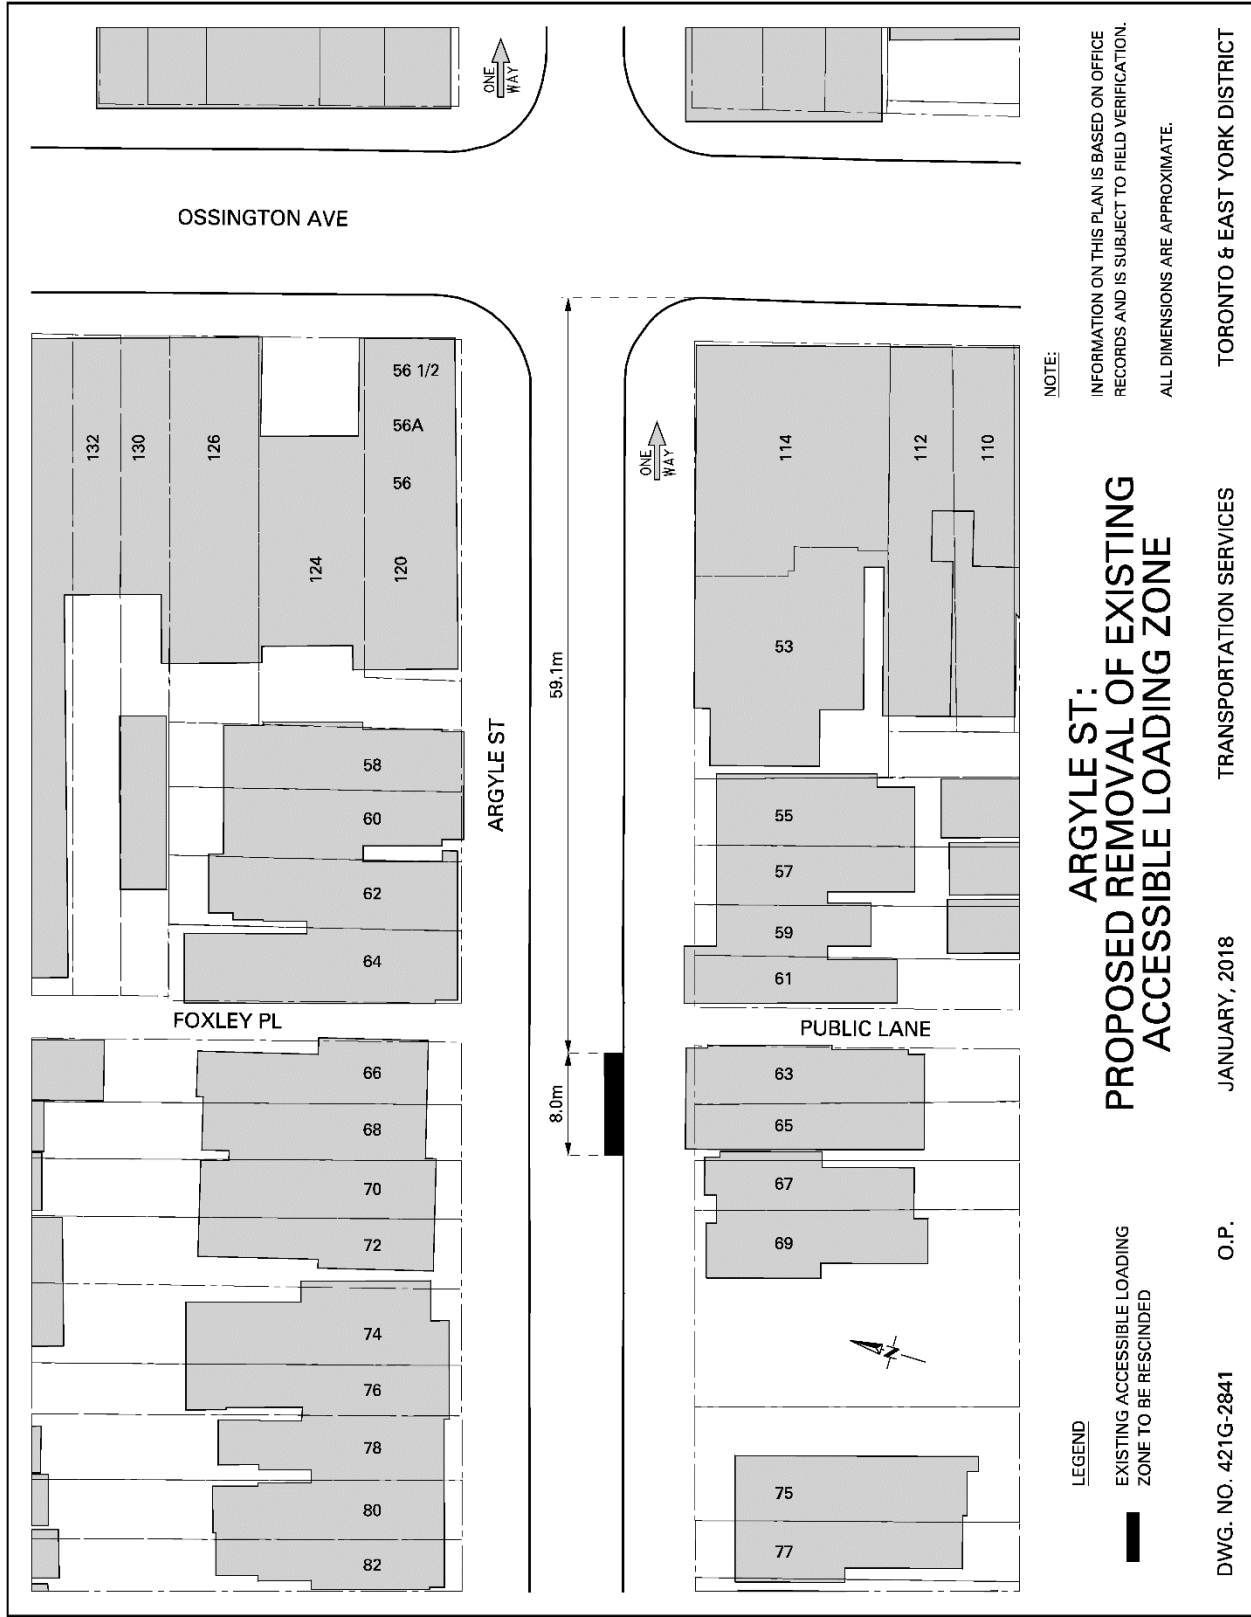 ONE
WAY
OSSINGTON AVE
132
130
126
124
56 1/2
56A
56
120
ONE
WAY
114
112
110
53
59.1m
ARGYLE ST
58
60
62
64
55
57
59
61
FOXLEY PL
PUBLIC LANE
8.0m
66
68
70
72
74
76
78
80
82
63
65
67
69
75
77
N
NOTE:
INFORMATION ON THIS PLAN IS BASED ON OFFICE
RECORDS AND IS SUBJECT TO FIELD VERIFICATION.
ALL DIMENSIONS ARE APPROXIMATE.
ARGYLE ST:
PROPOSED REMOVAL OF EXISTING
ACCESSIBLE LOADING ZONE
LEGEND
EXISTING ACCESSIBLE LOADING
ZONE TO BE RESCINDED
DWG. NO. 421G-2841
O.P.
JANUARY, 2018
TRANSPORTATION SERVICES
TORONTO & EAST YORK DISTRICT